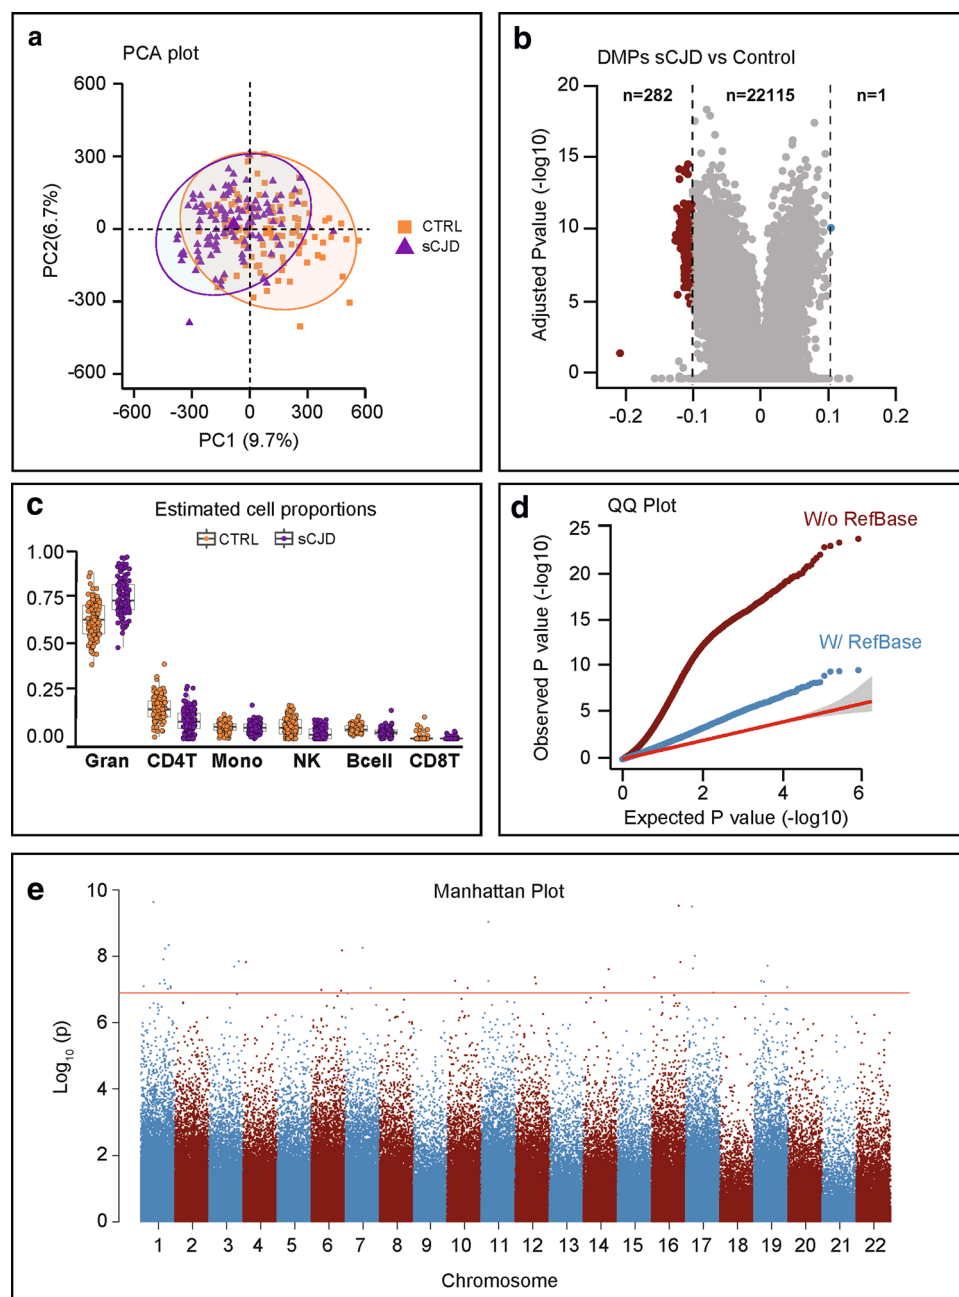 a
PCA plot
600
300
0
-300
-600
PC2(6.7%)
-600 -300 0 300 600
PC1 (9.7%)
CTRL
sCJD
b
DMPs sCJD vs Control
n=282 n=22115 n=1
20
15
10
5
0
Adjusted Pvalue (-log10)
-0.2 -0.1 0 0.1 0.2
c
Estimated cell proportions
CTRL sCJD
1.00
0.75
0.50
0.25
0.00
Gran CD4T Mono NK Bcell CD8T
d
QQ Plot
W/o RefBase
W/ RefBase
25
20
15
10
5
0
Observed P value (-log10)
0 2 4 6
Expected P value (-log10)
e
Manhattan Plot
10
8
6
4
2
0
Log10 (p)
1 2 3 4 5 6 7 8 9 10 11 12 13 14 15 16 17 18 19 20 21 22
Chromosome